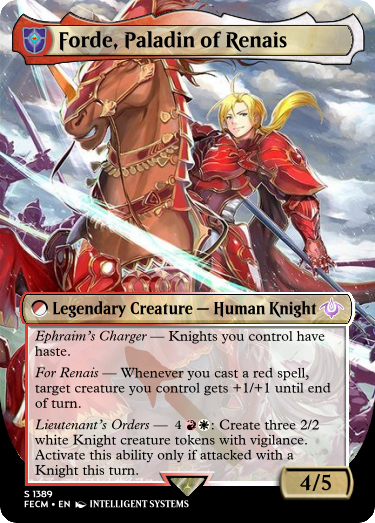 Forde, Paladin of Renais
Legendary Creature — Human Knight
Ephraim's Charger — Knights you control have
haste.
For Renais — Whenever you cast a red spell,
target creature you control gets +1/+1 until end
of turn.
Lieutenant's Orders — 4 : Create three 2/2
white Knight creature tokens with vigilance.
Activate this ability only if attacked with a
Knight this turn.
4/5
S 1389
FECM • EN INTELLIGENT SYSTEMS